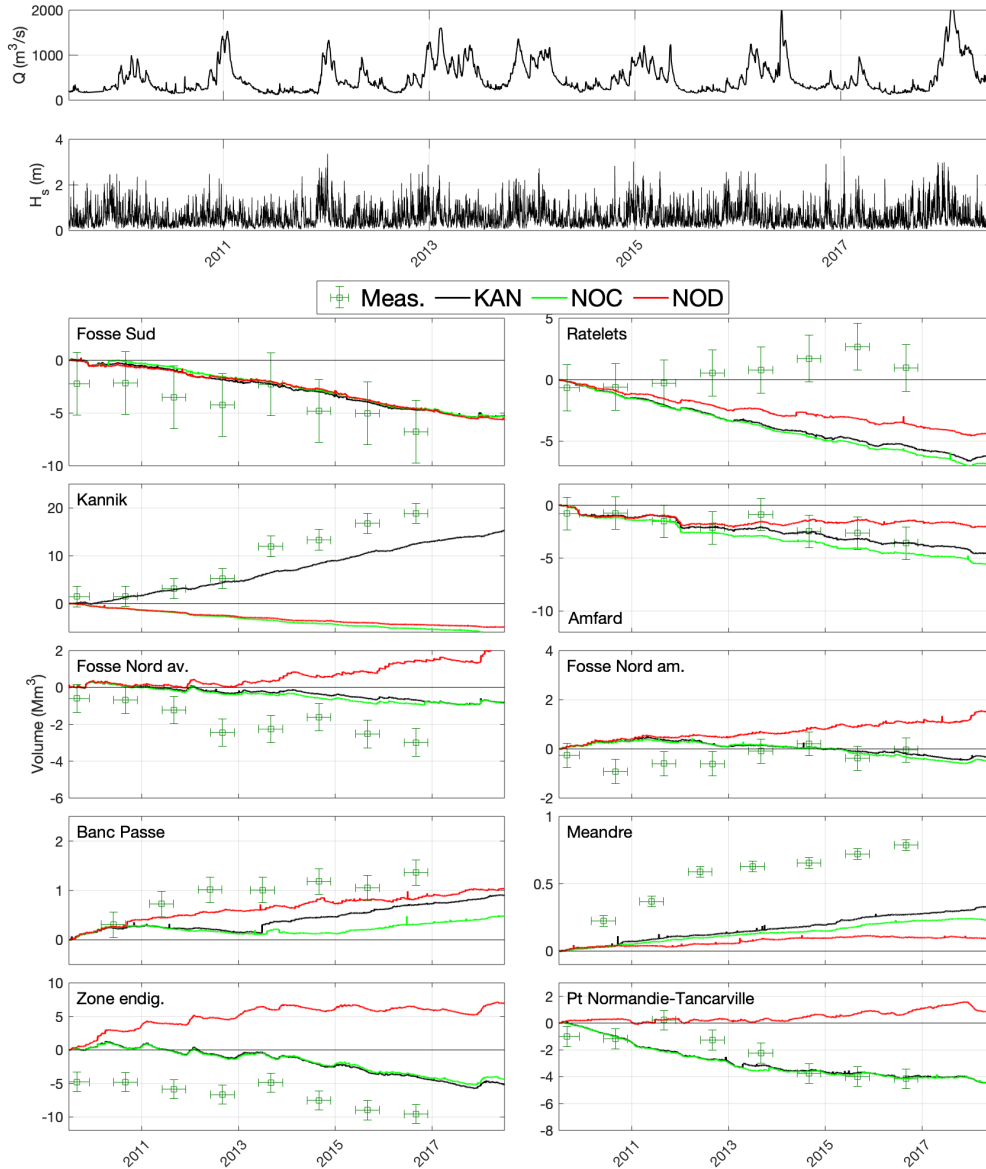 2000
1000
0
Q (m³/s)
4
2
0
H_s (m)
2011 2013 2015 2017
Meas. KAN NOC NOD
Fosse Sud
0
-5
-10
Ratelets
5
0
-5
Kannik
20
10
0
Amfard
0
-5
-10
Volume (Mm³)
Fosse Nord av.
2
0
-2
-4
-6
Fosse Nord am.
4
2
0
-2
Banc Passe
2
1
0
Meandre
1
0.5
0
Zone endig.
10
5
0
-5
-10
2011 2013 2015 2017
Pt Normandie-Tancarville
2
0
-2
-4
-6
-8
2011 2013 2015 2017